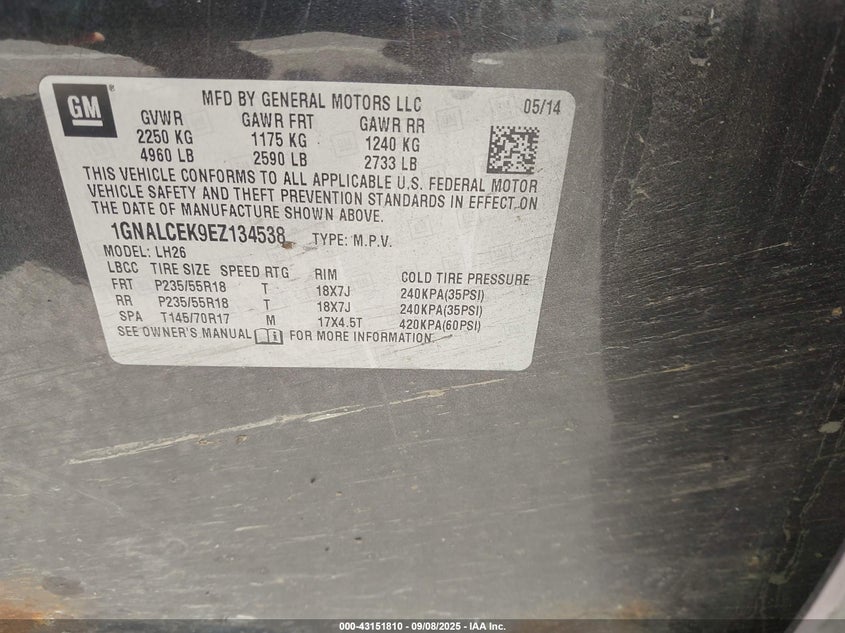 GM®
MFD BY GENERAL MOTORS LLC 05/14
GVWR GAWR FRT GAWR RR
2250 KG 1175 KG 1240 KG
4960 LB 2590 LB 2733 LB
THIS VEHICLE CONFORMS TO ALL APPLICABLE U.S. FEDERAL MOTOR
VEHICLE SAFETY AND THEFT PREVENTION STANDARDS IN EFFECT ON
THE DATE OF MANUFACTURE SHOWN ABOVE.
1GNALCEK9EZ134538 TYPE: M.P.V.
MODEL: LH26
LBCC TIRE SIZE SPEED RTG RIM COLD TIRE PRESSURE
FRT P235/55R18 T 18X7J 240KPA(35PSI)
RR P235/55R18 T 18X7J 240KPA(35PSI)
SPA T145/70R17 M 17X4.5T 420KPA(60PSI)
SEE OWNER'S MANUAL FOR MORE INFORMATION.
000-43151810 - 09/08/2025 - IAA Inc.